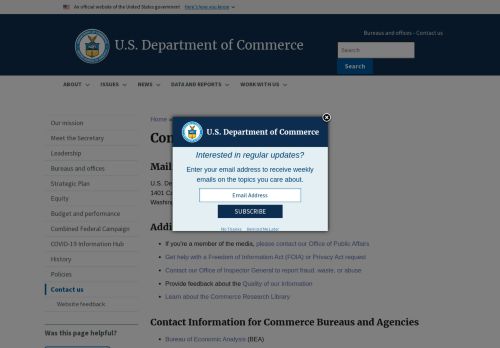 An official website of the United States government Here's how you know
Bureaus and offices - Contact us
U.S. Department of Commerce
Search
Search
ABOUT ISSUES NEWS DATA AND REPORTS WORK WITH US
Our mission
Meet the Secretary
Leadership
Bureaus and offices
Strategic Plan
Equity
Budget and performance
Combined Federal Campaign
COVID-19 Information Hub
History
Policies
Contact us
Website feedback
Was this page helpful?
Home
Con
Mail
U.S. De
1401 Co
Washin
Addi
U.S. Department of Commerce
Interested in regular updates?
Enter your email address to receive weekly
emails on the topics you care about.
Email Address
SUBSCRIBE
No Thanks Remind Me Later
• If you're a member of the media, please contact our Office of Public Affairs
• Get help with a Freedom of Information Act (FOIA) or Privacy Act request
• Contact our Office of Inspector General to report fraud, waste, or abuse
• Provide feedback about the Quality of our Information
• Learn about the Commerce Research Library
Contact Information for Commerce Bureaus and Agencies
• Bureau of Economic Analysis (BEA)